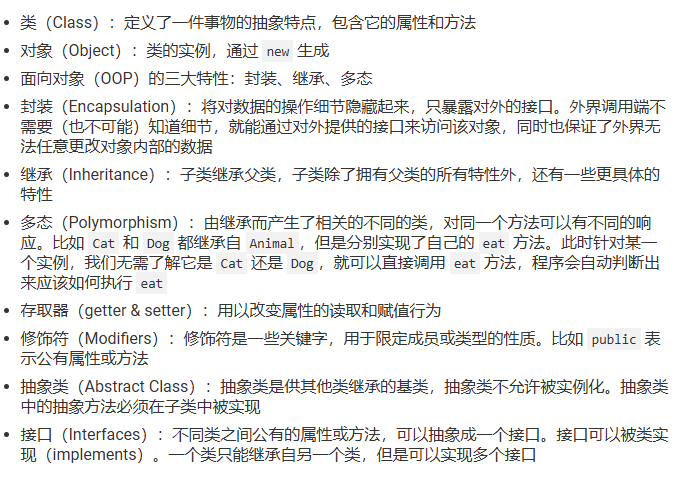 类（Class）：定义了一件事物的抽象特点，包含它的属性和方法
对象（Object）：类的实例，通过 new 生成
面向对象（OOP）的三大特性：封装、继承、多态
封装（Encapsulation）：将对数据的操作细节隐藏起来，只暴露对外的接口。外界调用端不
需要（也不可能）知道细节，就能通过对外提供的接口来访问该对象，同时也保证了外界无
法任意更改对象内部的数据
继承（Inheritance）：子类继承父类，子类除了拥有父类的所有特性外，还有一些更具体的
特性
多态（Polymorphism）：由继承而产生了相关的不同的类，对同一个方法可以有不同的响
应。比如 Cat 和 Dog 都继承自 Animal，但是分别实现了自己的 eat 方法。此时针对某一
个实例，我们无需了解它是 Cat 还是 Dog，就可以直接调用 eat 方法，程序会自动判断出
来应该如何执行 eat
存取器（getter & setter）：用以改变属性的读取和赋值行为
修饰符（Modifiers）：修饰符是一些关键字，用于限定成员或类型的性质。比如 public 表
示公有属性或方法
抽象类（Abstract Class）：抽象类是供其他类继承的基类，抽象类不允许被实例化。抽象类
中的抽象方法必须在子类中被实现
接口（Interfaces）：不同类之间公有的属性或方法，可以抽象成一个接口。接口可以被类实
现（implements）。一个类只能继承自另一个类，但是可以实现多个接口